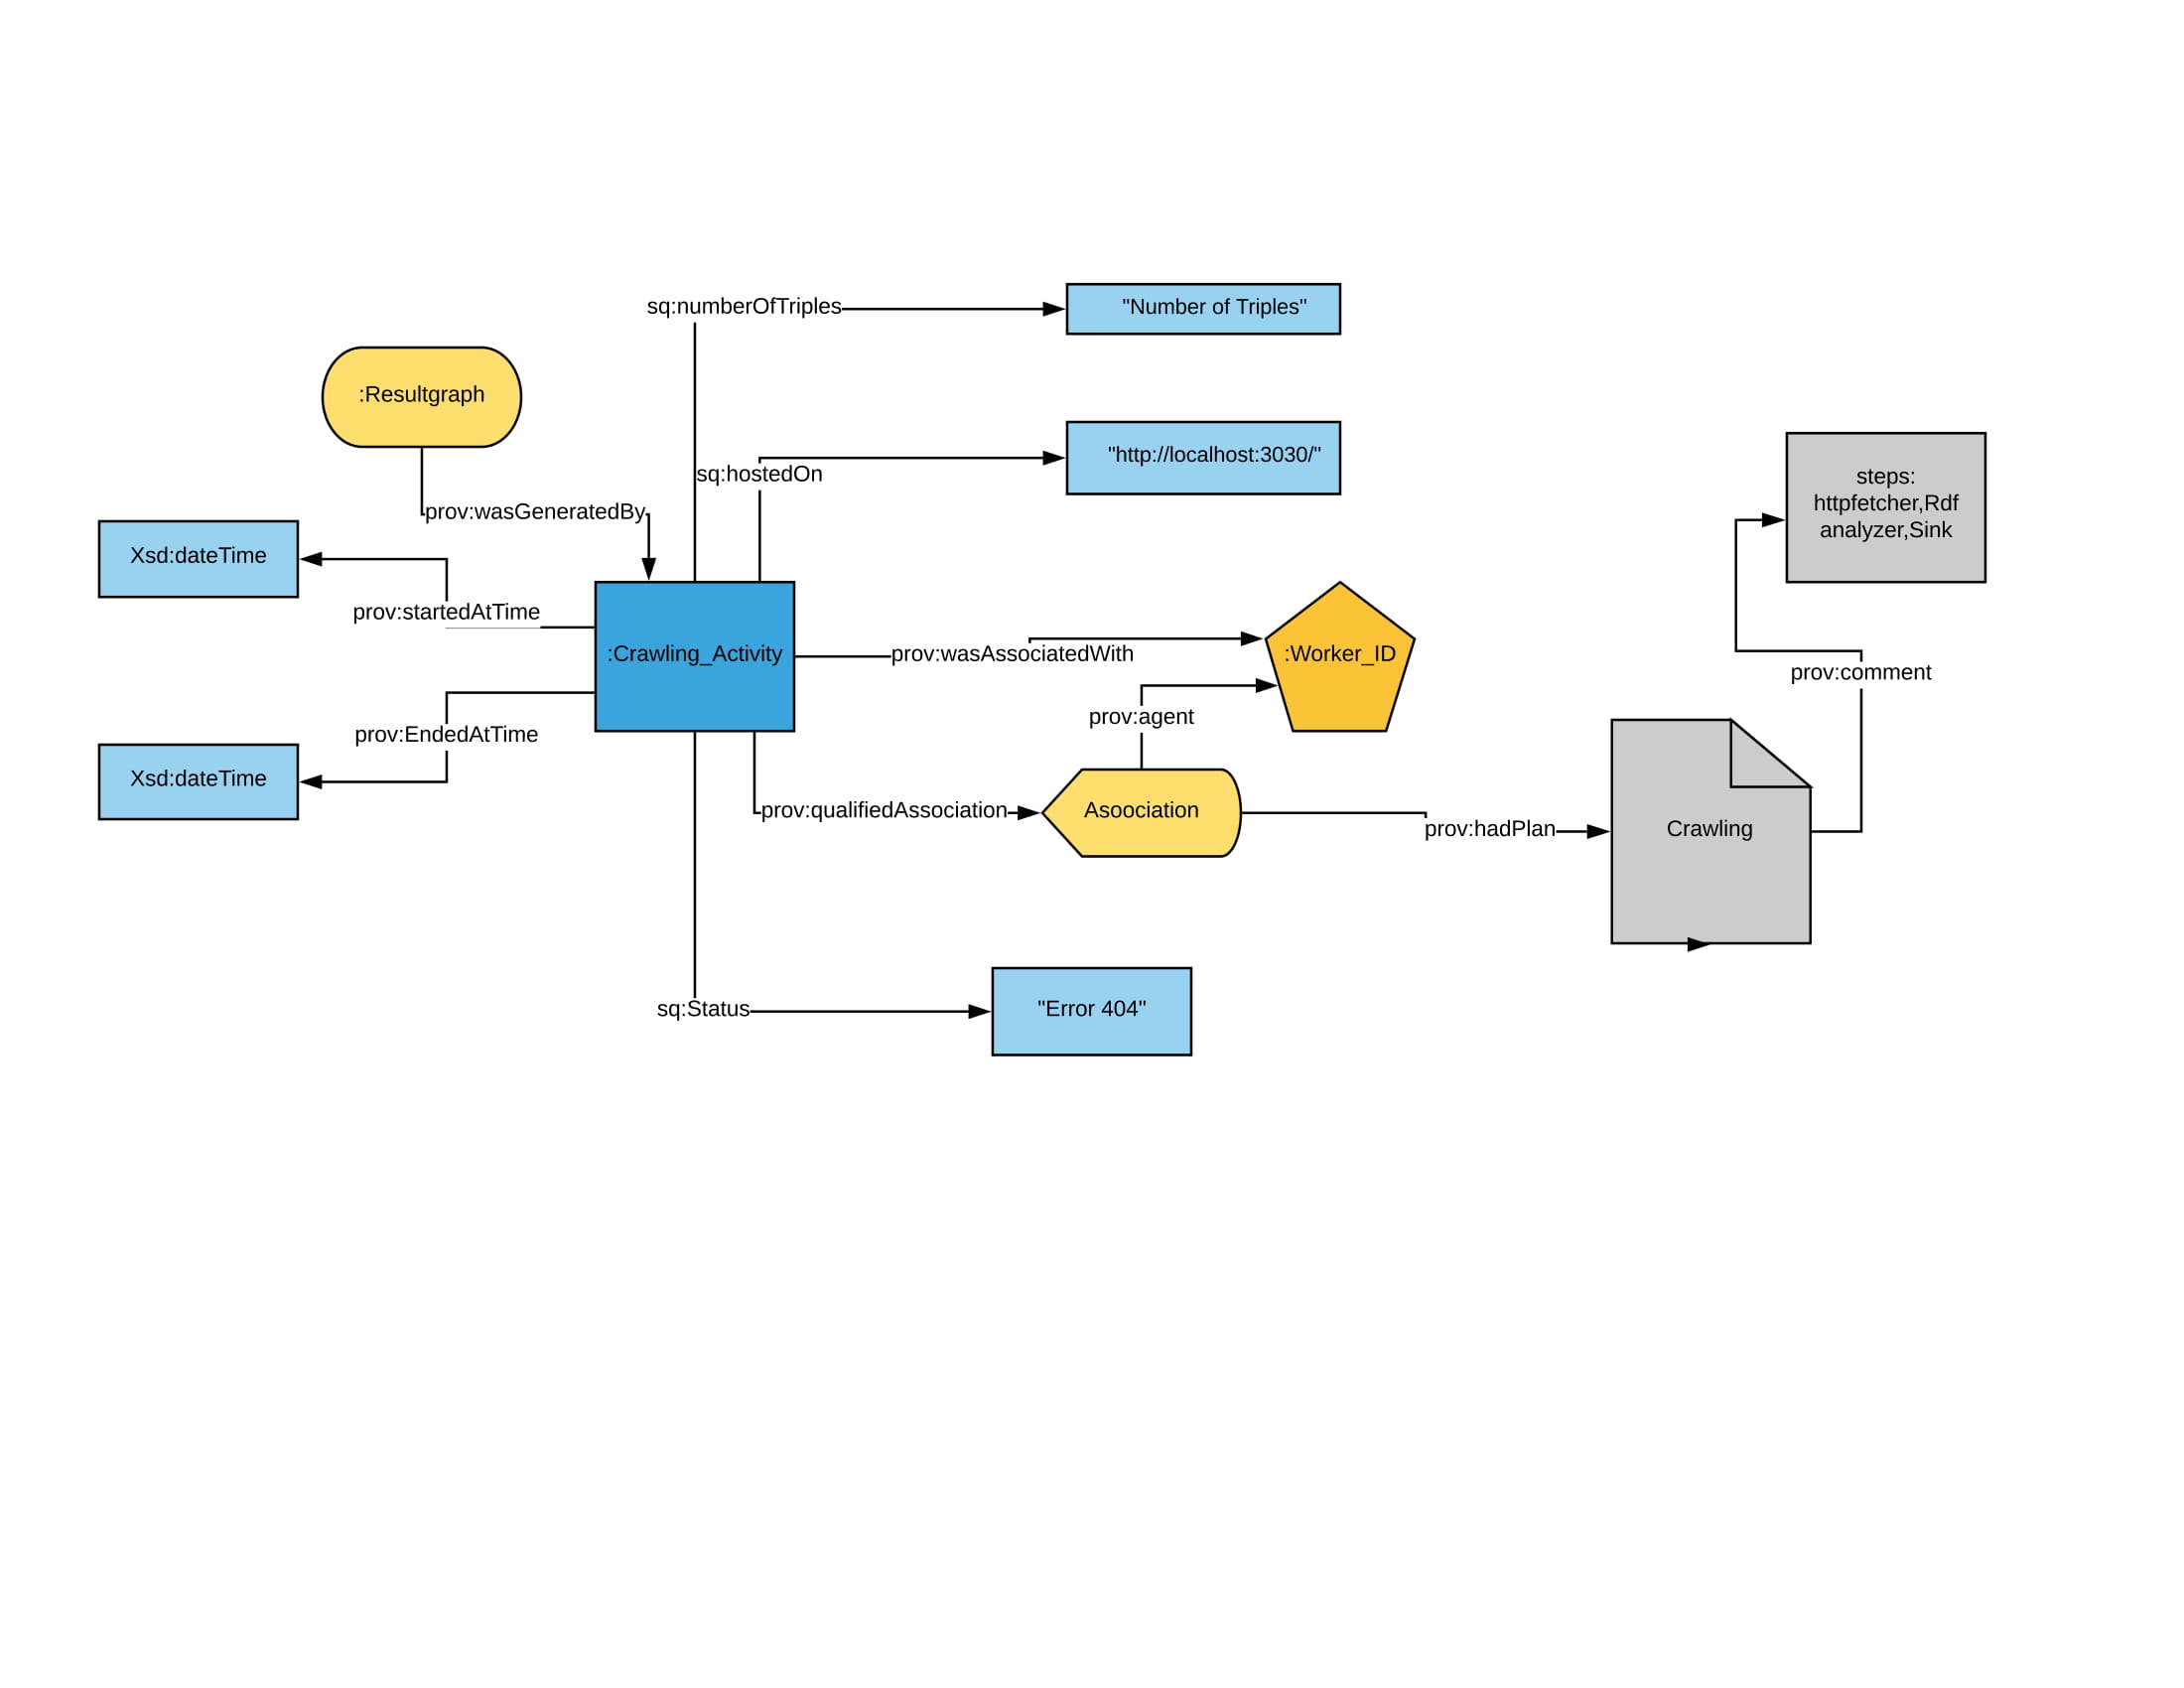 sq:numberOfTriples
"Number of Triples"
:Resultgraph
"http://localhost:3030/"
sq:hostedOn
steps:
httpfetcher,Rdf
analyzer,Sink
prov:wasGeneratedBy
Xsd:dateTime
prov:startedAtTime
:Crawling_Activity
prov:wasAssociatedWith
:Worker_ID
prov:comment
prov:agent
prov:EndedAtTime
Xsd:dateTime
prov:qualifiedAssociation
Asoociation
prov:hadPlan
Crawling
sq:Status
"Error 404"